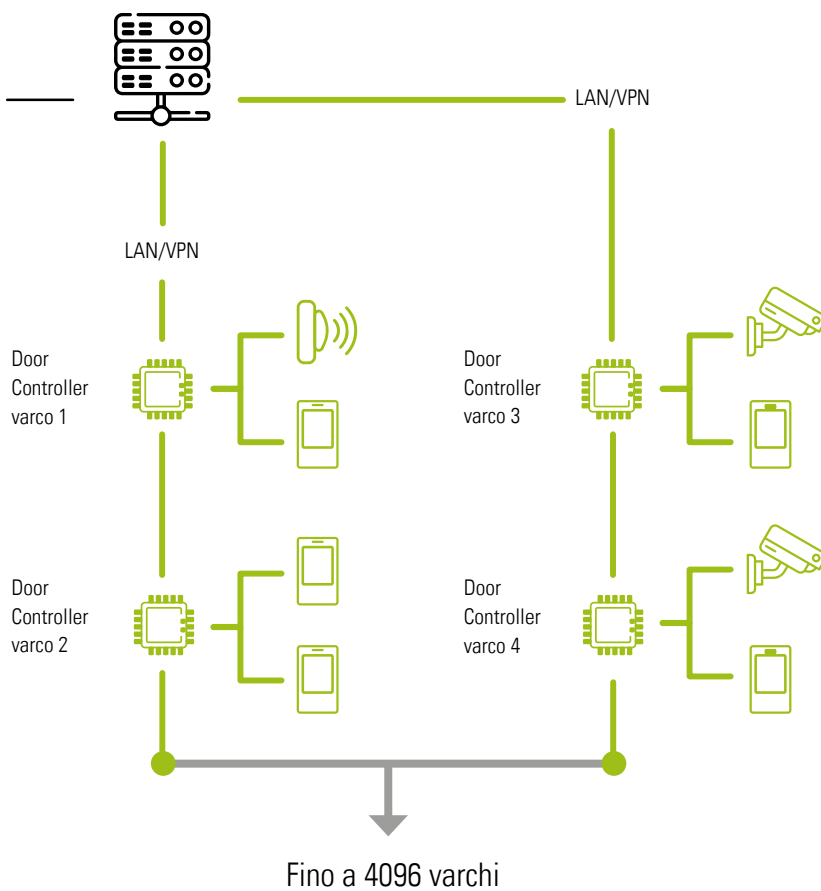 LAN/VPN
LAN/VPN
Door
Controller
varco 1
Door
Controller
varco 3
Door
Controller
varco 2
Door
Controller
varco 4
Fino a 4096 varchi